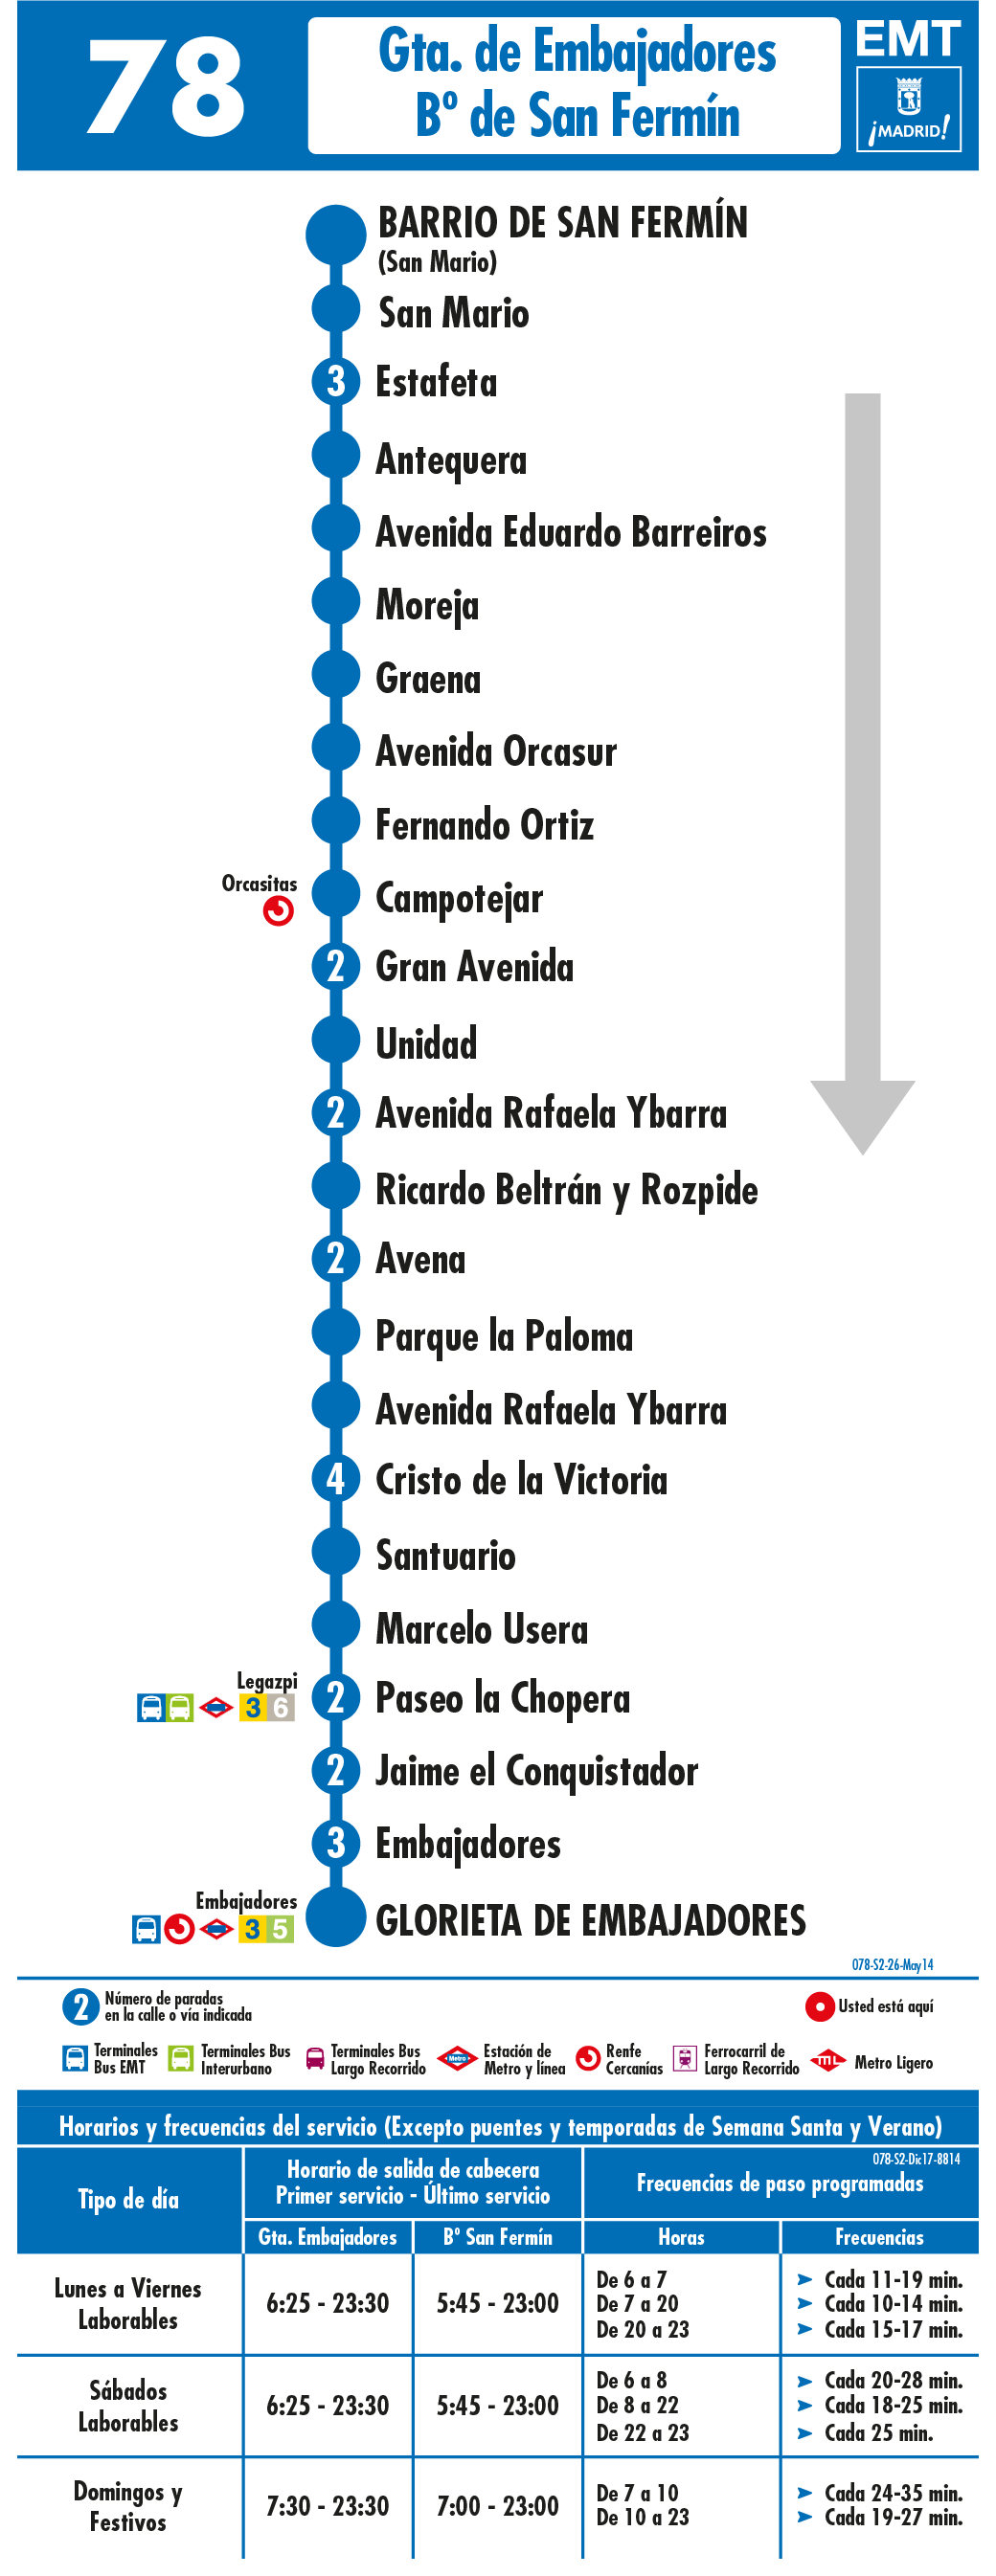 78
Gta. de Embajadores
Bº de San Fermín
EMT
¡MADRID!
BARRIO DE SAN FERMÍN
(San Mario)
San Mario
3 Estafeta
Antequera
Avenida Eduardo Barreiros
Moreja
Graena
Avenida Orcasur
Fernando Ortiz
Orcasitas
Campotejar
2 Gran Avenida
Unidad
2 Avenida Rafaela Ybarra
Ricardo Beltrán y Rozpide
2 Avena
Parque la Paloma
Avenida Rafaela Ybarra
4 Cristo de la Victoria
Santuario
Marcelo Usera
Legazpi
3 6
2 Paseo la Chopera
2 Jaime el Conquistador
3 Embajadores
Embajadores
3 5
GLORIETA DE EMBAJADORES
078-S2-26-May14
2 Número de paradas
en la calle o vía indicada
Usted está aquí
Terminales
Bus EMT
Terminales Bus
Interurbano
Terminales Bus
Largo Recorrido
Metro
Estación de
Metro y línea
Renfe
Cercanías
Ferrocarril de
Largo Recorrido
ML
Metro Ligero
Horarios y frecuencias del servicio (Excepto puentes y temporadas de Semana Santa y Verano)
078-S2-Dic17-8814
Tipo de día
Horario de salida de cabecera
Primer servicio - Último servicio
Frecuencias de paso programadas
Gta. Embajadores
Bº San Fermín
Horas
Frecuencias
Lunes a Viernes
Laborables
6:25 - 23:30
5:45 - 23:00
De 6 a 7 ➤ Cada 11-19 min.
De 7 a 20 ➤ Cada 10-14 min.
De 20 a 23 ➤ Cada 15-17 min.
Sábados
Laborables
6:25 - 23:30
5:45 - 23:00
De 6 a 8 ➤ Cada 20-28 min.
De 8 a 22 ➤ Cada 18-25 min.
De 22 a 23 ➤ Cada 25 min.
Domingos y
Festivos
7:30 - 23:30
7:00 - 23:00
De 7 a 10 ➤ Cada 24-35 min.
De 10 a 23 ➤ Cada 19-27 min.